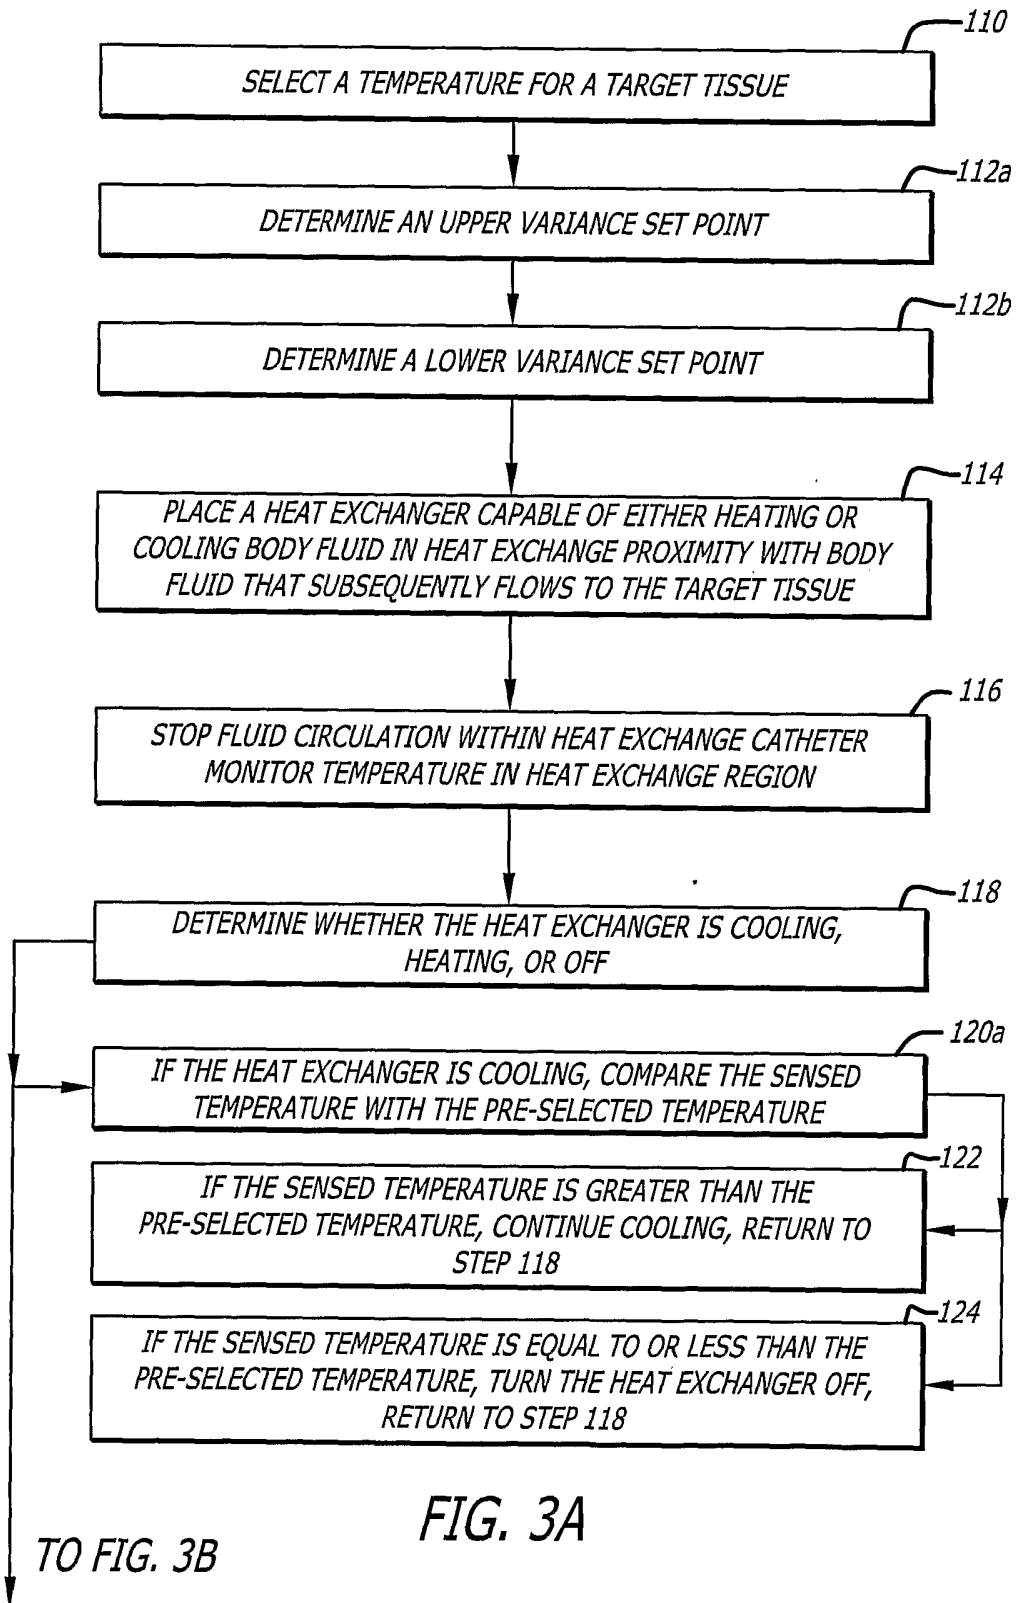 110
SELECT A TEMPERATURE FOR A TARGET TISSUE
112a
DETERMINE AN UPPER VARIANCE SET POINT
112b
DETERMINE A LOWER VARIANCE SET POINT
114
PLACE A HEAT EXCHANGER CAPABLE OF EITHER HEATING OR
COOLING BODY FLUID IN HEAT EXCHANGE PROXIMITY WITH BODY
FLUID THAT SUBSEQUENTLY FLOWS TO THE TARGET TISSUE
116
STOP FLUID CIRCULATION WITHIN HEAT EXCHANGE CATHETER
MONITOR TEMPERATURE IN HEAT EXCHANGE REGION
118
DETERMINE WHETHER THE HEAT EXCHANGER IS COOLING,
HEATING, OR OFF
120a
IF THE HEAT EXCHANGER IS COOLING, COMPARE THE SENSED
TEMPERATURE WITH THE PRE-SELECTED TEMPERATURE
122
IF THE SENSED TEMPERATURE IS GREATER THAN THE
PRE-SELECTED TEMPERATURE, CONTINUE COOLING, RETURN TO
STEP 118
124
IF THE SENSED TEMPERATURE IS EQUAL TO OR LESS THAN THE
PRE-SELECTED TEMPERATURE, TURN THE HEAT EXCHANGER OFF,
RETURN TO STEP 118
FIG. 3A
TO FIG. 3B